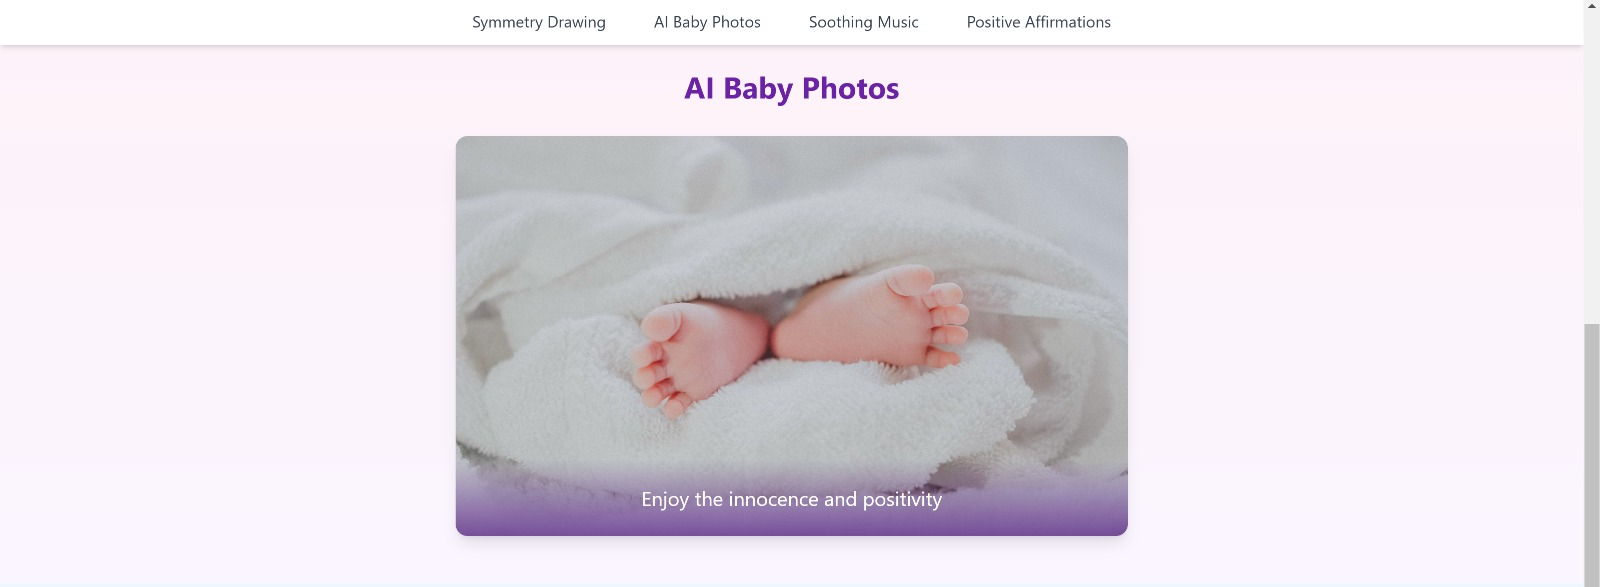 Symmetry Drawing AI Baby Photos Soothing Music Positive Affirmations
AI Baby Photos
Enjoy the innocence and positivity